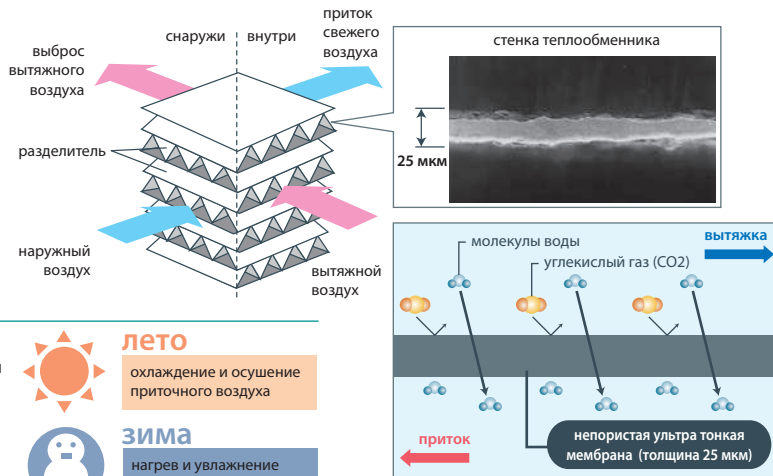 снаружи
внутри
приток
свежего
воздуха
выброс
вытяжного
воздуха
разделитель
наружный
воздух
вытяжной
воздух
стенка теплообменника
25 мкм
молекулы воды
углекислый газ (CO2)
вытяжка
приток
непористая ультра тонкая
мембрана (толщина 25 мкм)
лето
охлаждение и осушение
приточного воздуха
зима
нагрев и увлажнение